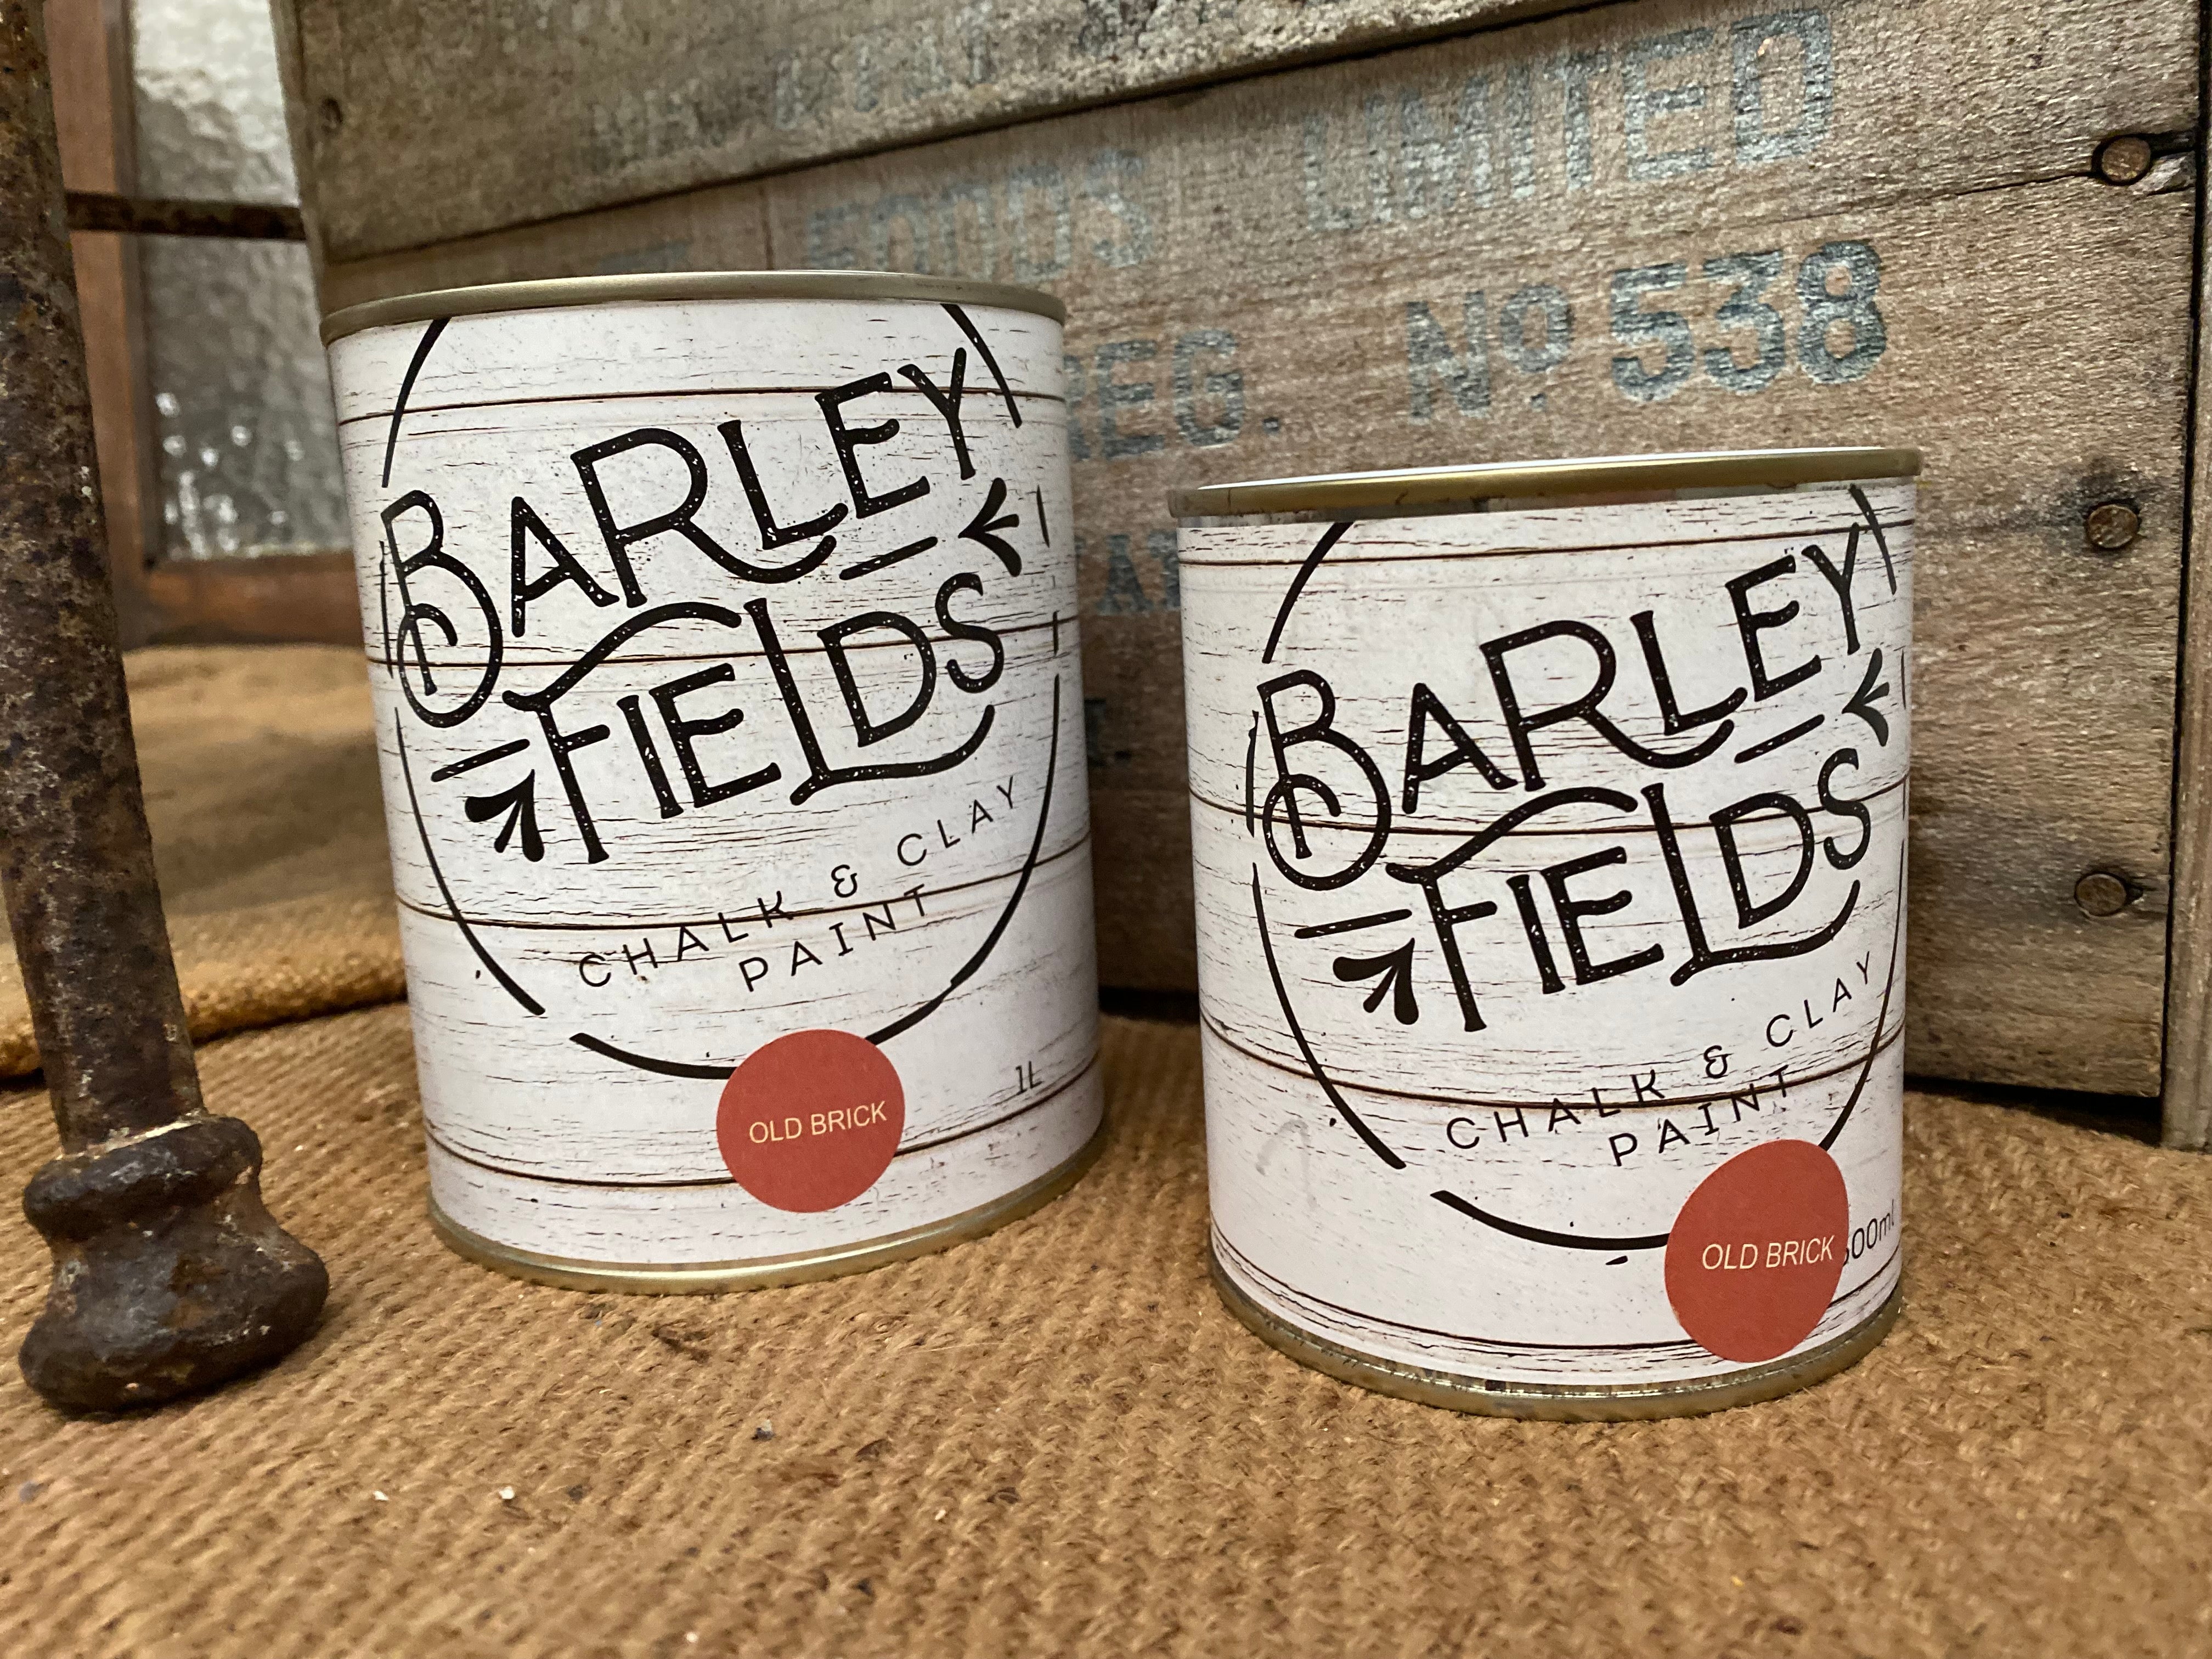 FOODS LIMITED
REG. Nº 538
BARLEY
FIELDS
CHALK & CLAY
PAINT
OLD BRICK
1L
BARLEY
FIELDS
CHALK & CLAY
PAINT
OLD BRICK